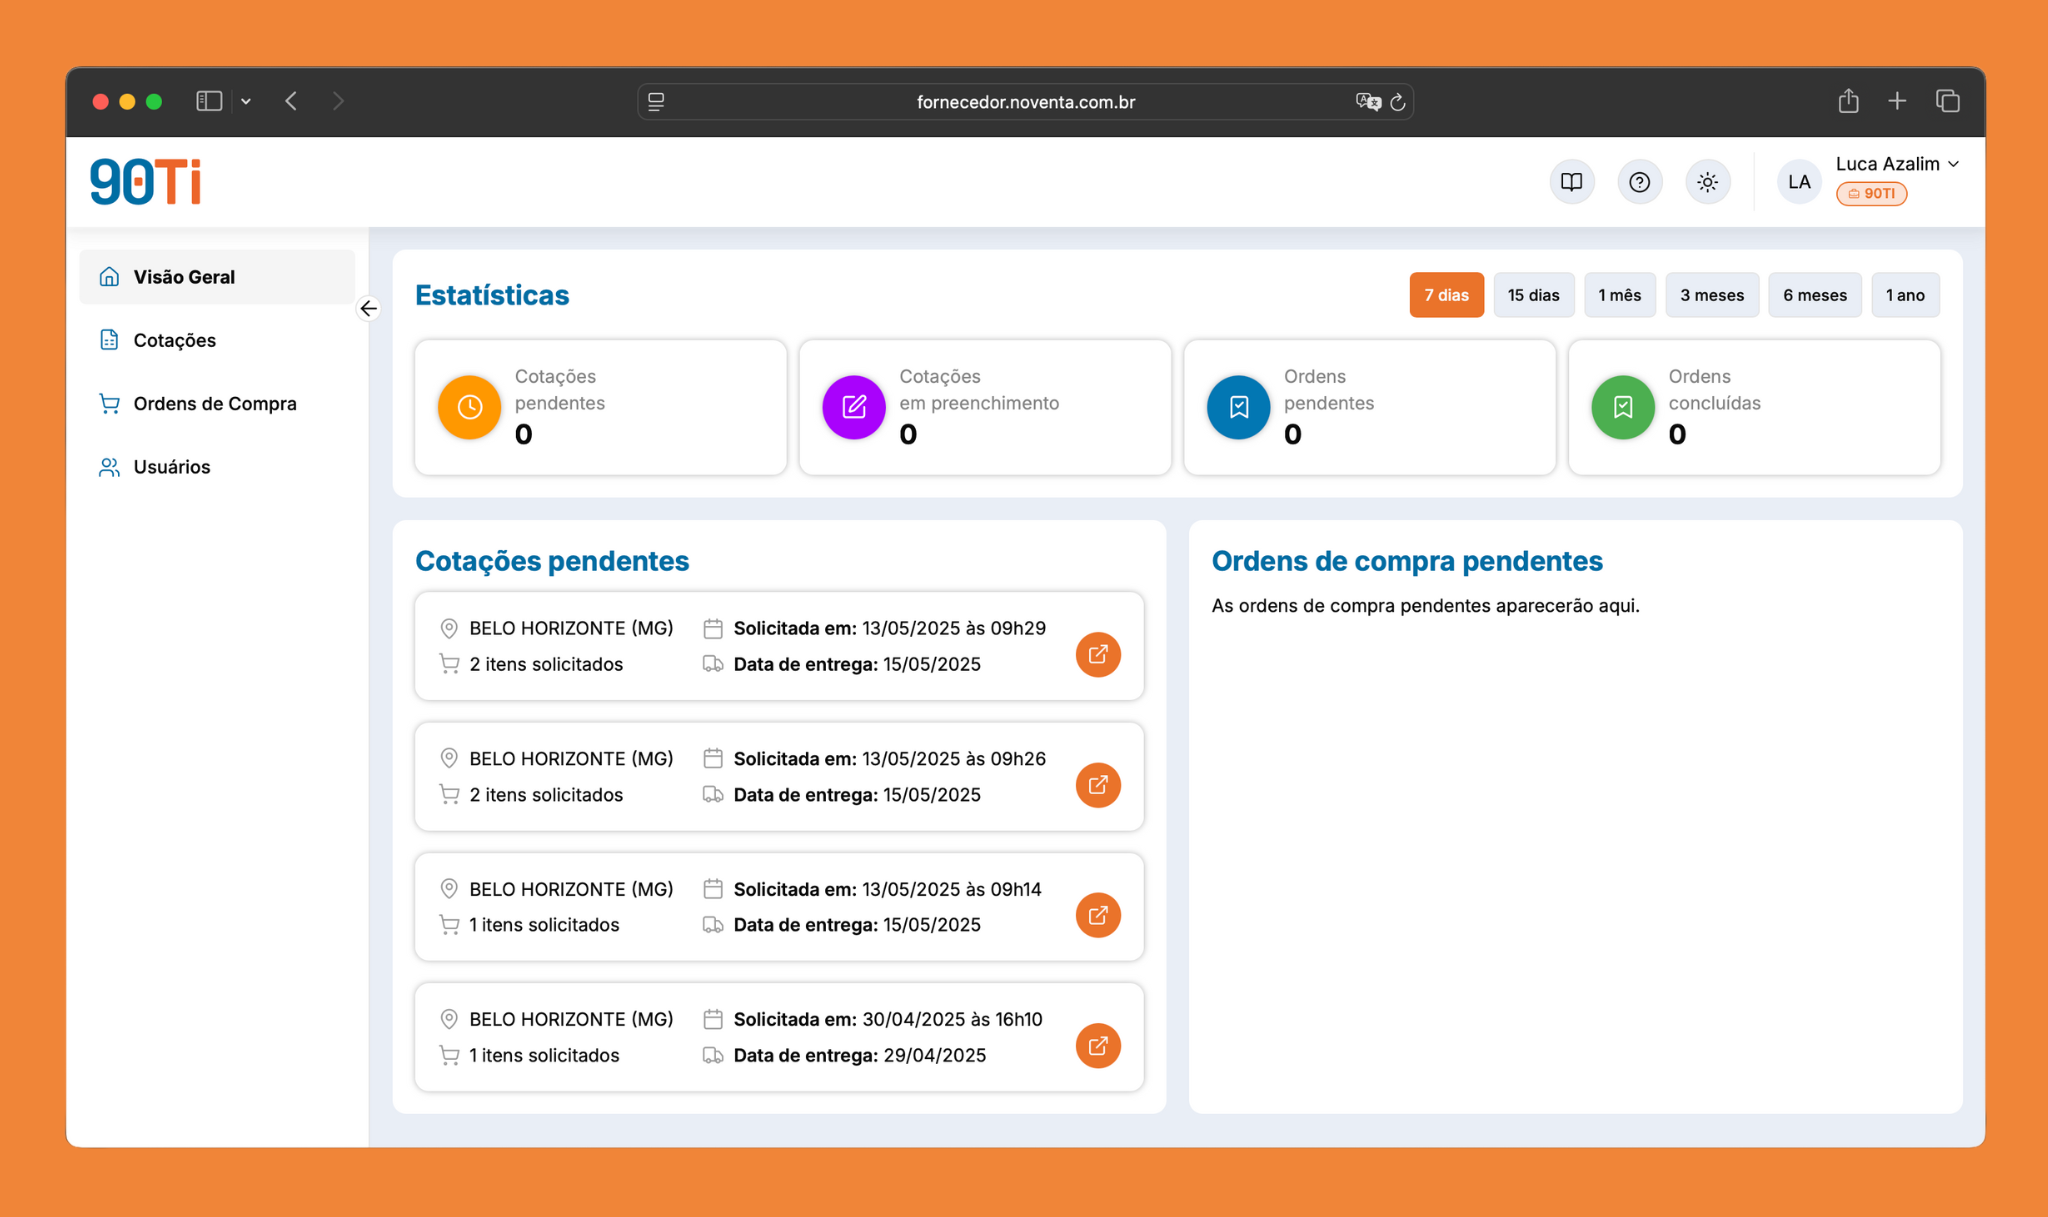 fornecedor.noventa.com.br
90Ti
LA
Luca Azalim
90TI
Visão Geral
Cotações
Ordens de Compra
Usuários
Estatísticas
7 dias
15 dias
1 mês
3 meses
6 meses
1 ano
Cotações
pendentes
0
Cotações
em preenchimento
0
Ordens
pendentes
0
Ordens
concluídas
0
Cotações pendentes
BELO HORIZONTE (MG)
Solicitada em: 13/05/2025 às 09h29
2 itens solicitados
Data de entrega: 15/05/2025
BELO HORIZONTE (MG)
Solicitada em: 13/05/2025 às 09h26
2 itens solicitados
Data de entrega: 15/05/2025
BELO HORIZONTE (MG)
Solicitada em: 13/05/2025 às 09h14
1 itens solicitados
Data de entrega: 15/05/2025
BELO HORIZONTE (MG)
Solicitada em: 30/04/2025 às 16h10
1 itens solicitados
Data de entrega: 29/04/2025
Ordens de compra pendentes
As ordens de compra pendentes aparecerão aqui.